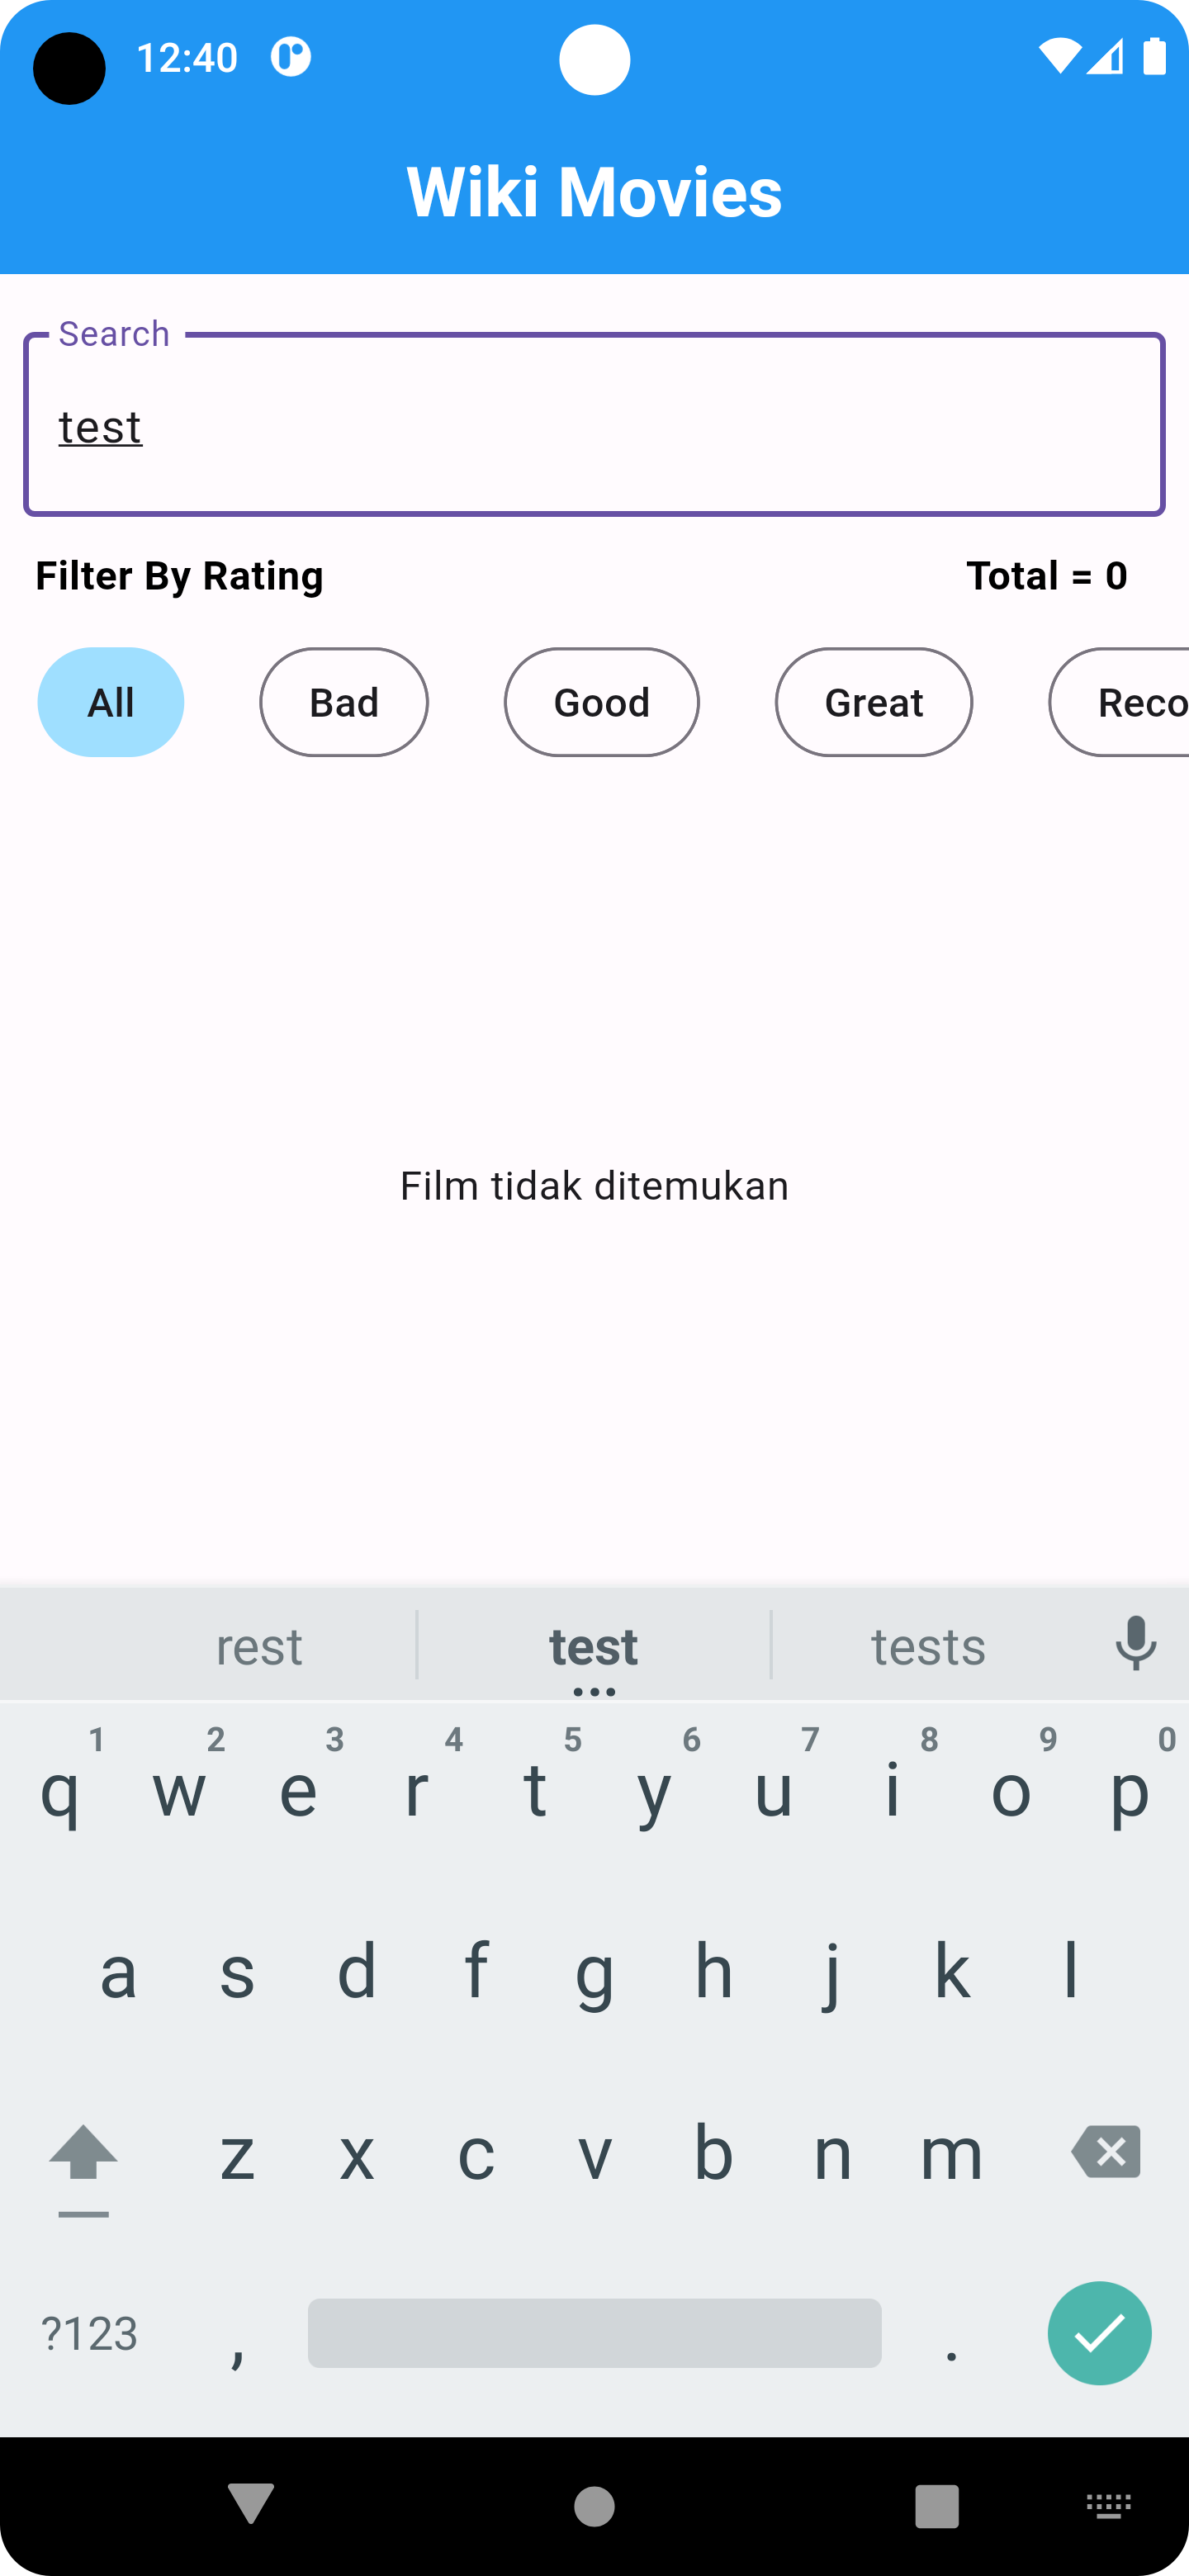 12:40
Wiki Movies
Search
test
Filter By Rating Total = 0
All Bad Good Great Reco
Film tidak ditemukan
rest test tests
1 2 3 4 5 6 7 8 9 0
q w e r t y u i o p
a s d f g h j k l
z x c v b n m
?123 , .